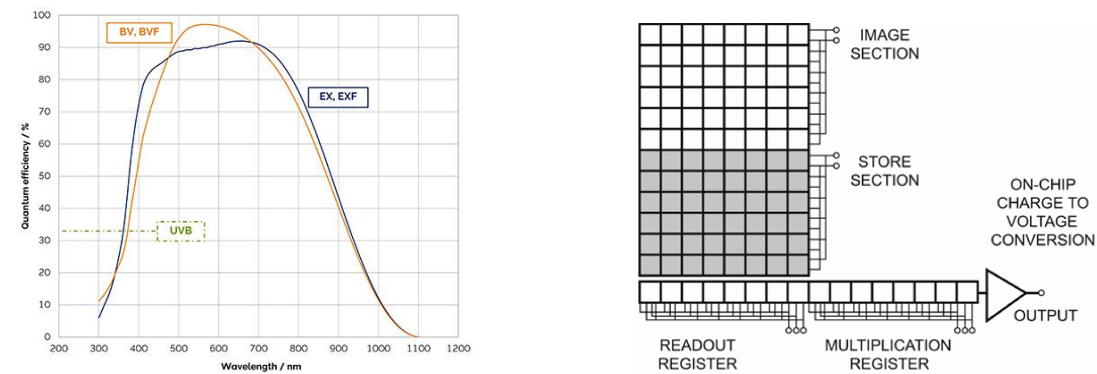 100
90
80
70
60
50
40
30
20
10
0
200 300 400 500 600 700 800 900 1000 1100 1200
Quantum efficiency / %
Wavelength / nm
BV, BVF
EX, EXF
UVB
IMAGE
SECTION
STORE
SECTION
ON-CHIP
CHARGE TO
VOLTAGE
CONVERSION
OUTPUT
READOUT
REGISTER
MULTIPLICATION
REGISTER